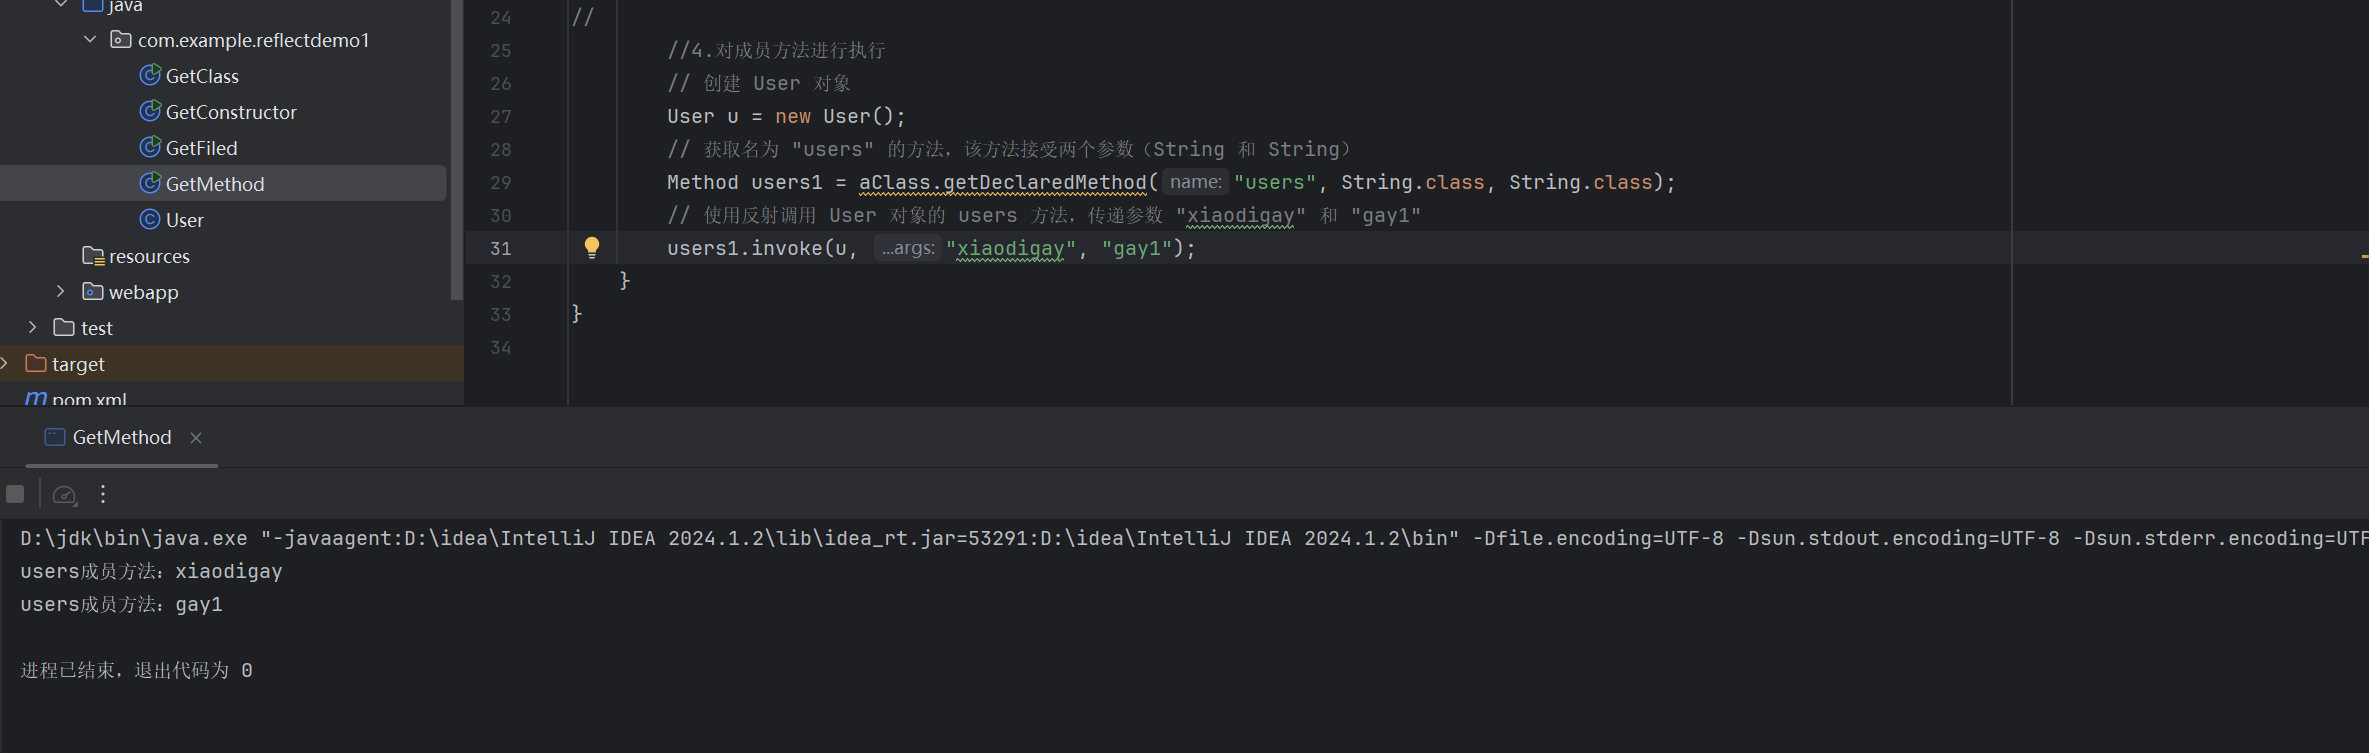 java
com.example.reflectdemo1
GetClass
GetConstructor
GetFiled
GetMethod
User
resources
webapp
test
target
pom.xml
24 //
25 //4.对成员方法进行执行
26 // 创建 User 对象
27 User u = new User();
28 // 获取名为 "users" 的方法，该方法接受两个参数（String 和 String）
29 Method users1 = aClass.getDeclaredMethod( name: "users", String.class, String.class);
30 // 使用反射调用 User 对象的 users 方法，传递参数 "xiaodigay" 和 "gay1"
31 users1.invoke(u, ...args: "xiaodigay", "gay1");
32 }
33 }
34
GetMethod
D:\jdk\bin\java.exe "-javaagent:D:\idea\IntelliJ IDEA 2024.1.2\lib\idea_rt.jar=53291:D:\idea\IntelliJ IDEA 2024.1.2\bin" -Dfile.encoding=UTF-8 -Dsun.stdout.encoding=UTF-8 -Dsun.stderr.encoding=UTF
users成员方法：xiaodigay
users成员方法：gay1
进程已结束，退出代码为 0